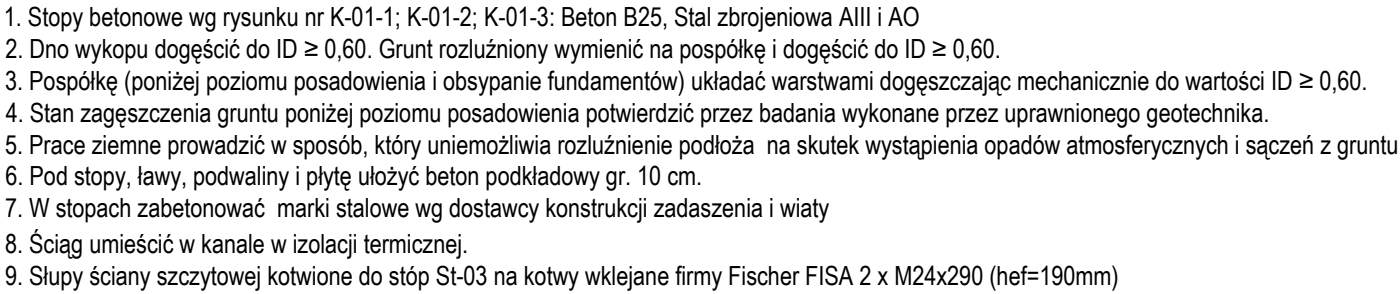 1. Stopy betonowe wg rysunku nr K-01-1; K-01-2; K-01-3: Beton B25, Stal zbrojeniowa AIII i AO
2. Dno wykopu dogęścić do ID ≥ 0,60. Grunt rozluźniony wymienić na pospółkę i dogęścić do ID ≥ 0,60.
3. Pospółkę (poniżej poziomu posadowienia i obsypanie fundamentów) układać warstwami dogęszczając mechanicznie do wartości ID ≥ 0,60.
4. Stan zagęszczenia gruntu poniżej poziomu posadowienia potwierdzić przez badania wykonane przez uprawnionego geotechnika.
5. Prace ziemne prowadzić w sposób, który uniemożliwia rozluźnienie podłoża na skutek wystąpienia opadów atmosferycznych i sączeń z gruntu
6. Pod stopy, ławy, podwaliny i płytę ułożyć beton podkładowy gr. 10 cm.
7. W stopach zabetonować marki stalowe wg dostawcy konstrukcji zadaszenia i wiaty
8. Ściąg umieścić w kanale w izolacji termicznej.
9. Słupy ściany szczytowej kotwione do stóp St-03 na kotwy wklejane firmy Fischer FISA 2 x M24x290 (hef=190mm)